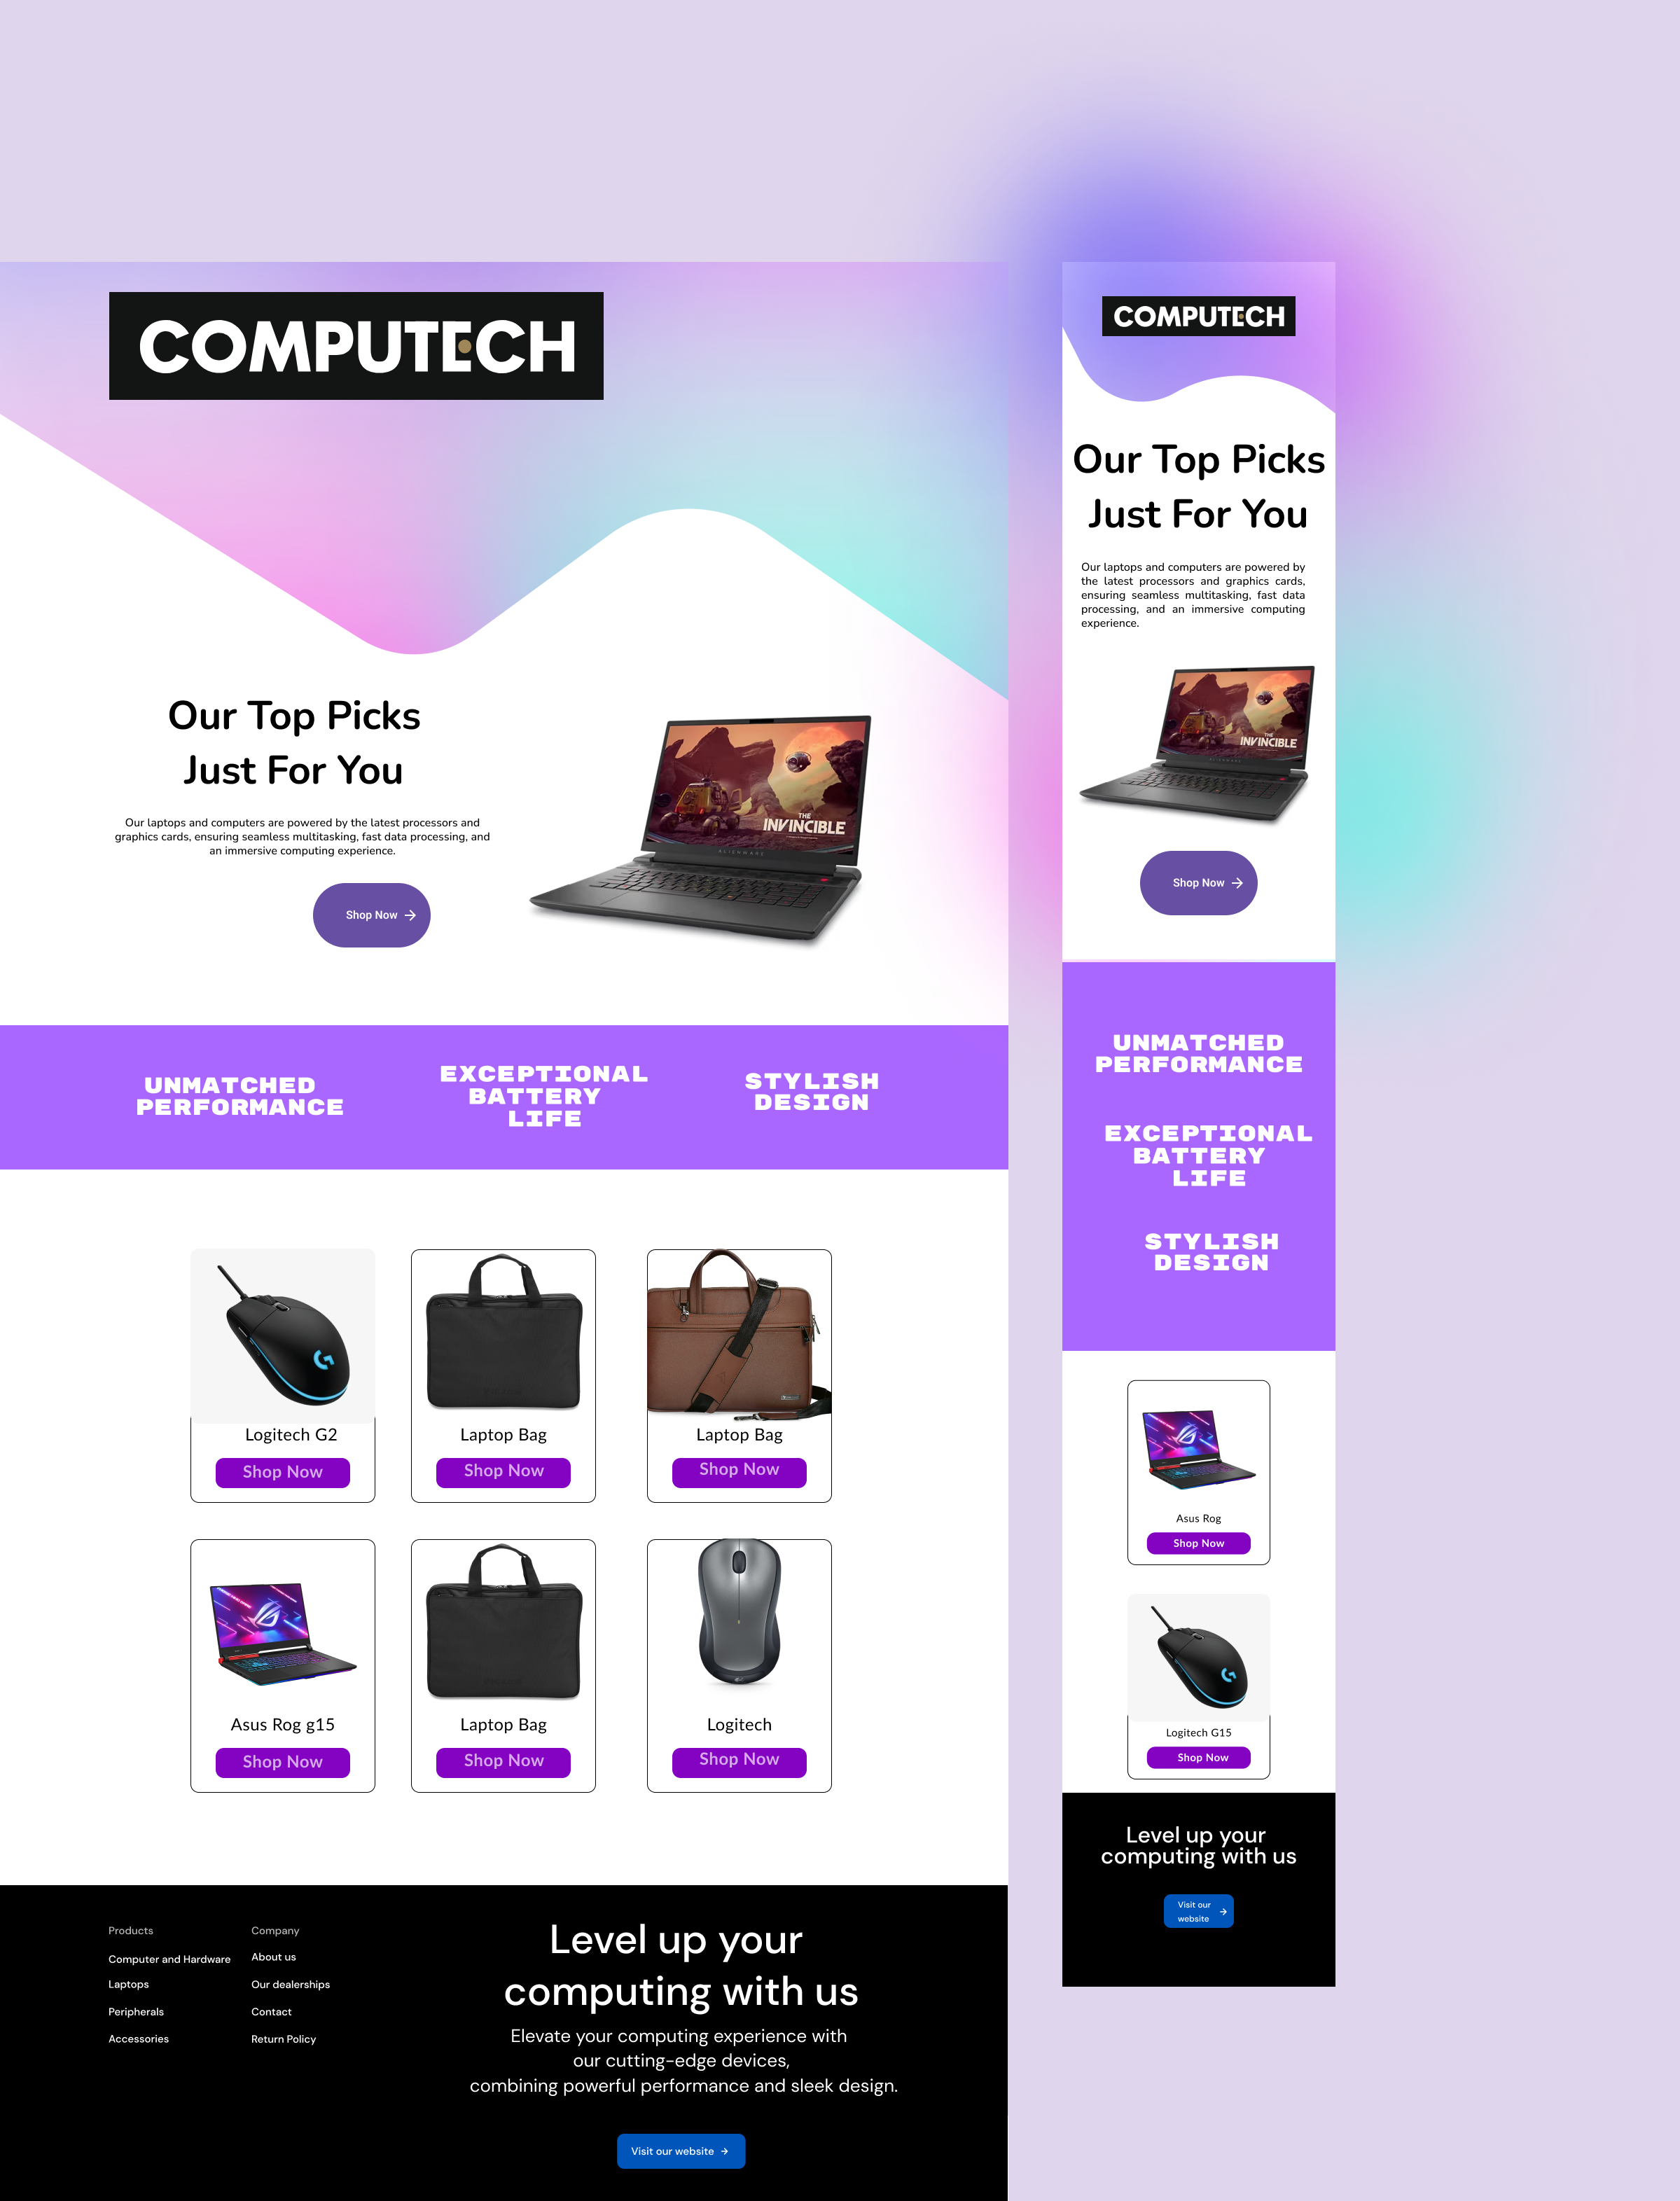 COMPUTECH
Our Top Picks
Just For You
Our laptops and computers are powered by the latest processors and
graphics cards, ensuring seamless multitasking, fast data processing, and
an immersive computing experience.
Shop Now
THE
INVINCIBLE
ALIENWARE
UNMATCHED
PERFORMANCE
EXCEPTIONAL
BATTERY
LIFE
STYLISH
DESIGN
Logitech G2
Shop Now
Laptop Bag
Shop Now
Laptop Bag
Shop Now
Asus Rog g15
Shop Now
Laptop Bag
Shop Now
Logitech
Shop Now
Products
Computer and Hardware
Laptops
Peripherals
Accessories
Company
About us
Our dealerships
Contact
Return Policy
Level up your
computing with us
Elevate your computing experience with
our cutting-edge devices,
combining powerful performance and sleek design.
Visit our website
COMPUTECH
Our Top Picks
Just For You
Our laptops and computers are powered by
the latest processors and graphics cards,
ensuring seamless multitasking, fast data
processing, and an immersive computing
experience.
THE
INVINCIBLE
ALIENWARE
Shop Now
UNMATCHED
PERFORMANCE
EXCEPTIONAL
BATTERY
LIFE
STYLISH
DESIGN
Asus Rog
Shop Now
Logitech G15
Shop Now
Level up your
computing with us
Visit our
website